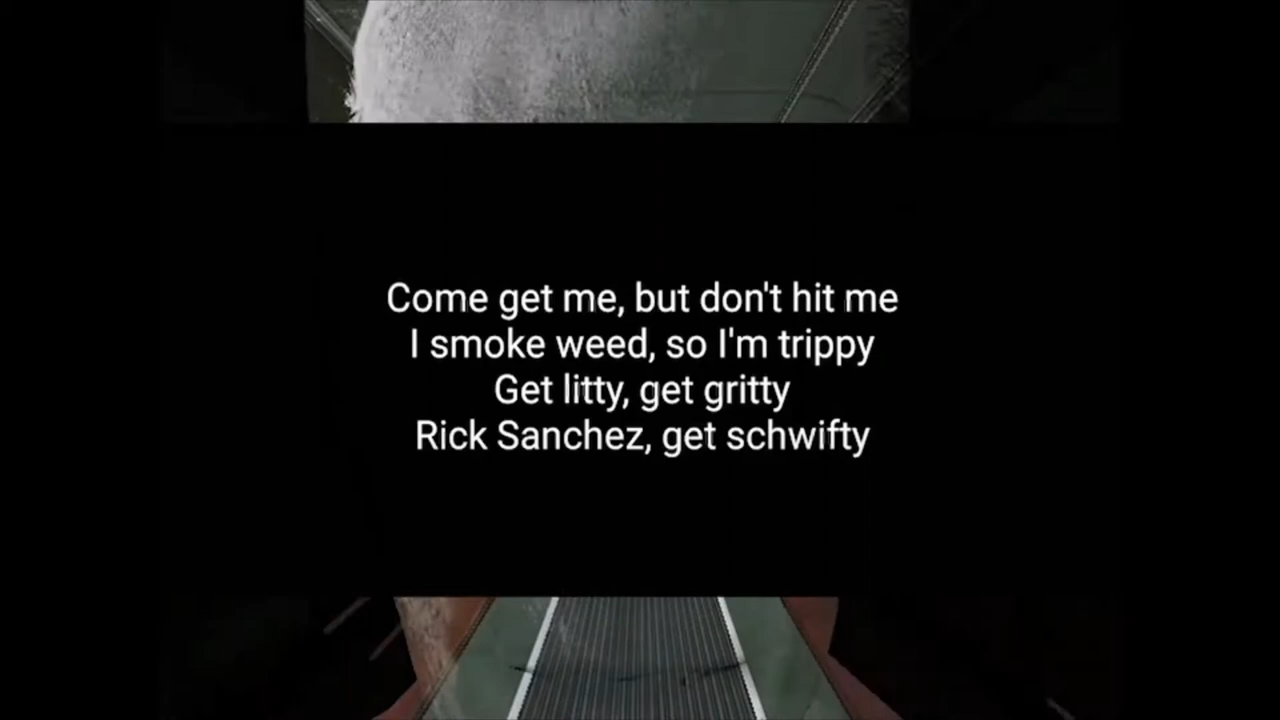 Come get me, but don't hit me
I smoke weed, so I'm trippy
Get litty, get gritty
Rick Sanchez, get schwifty